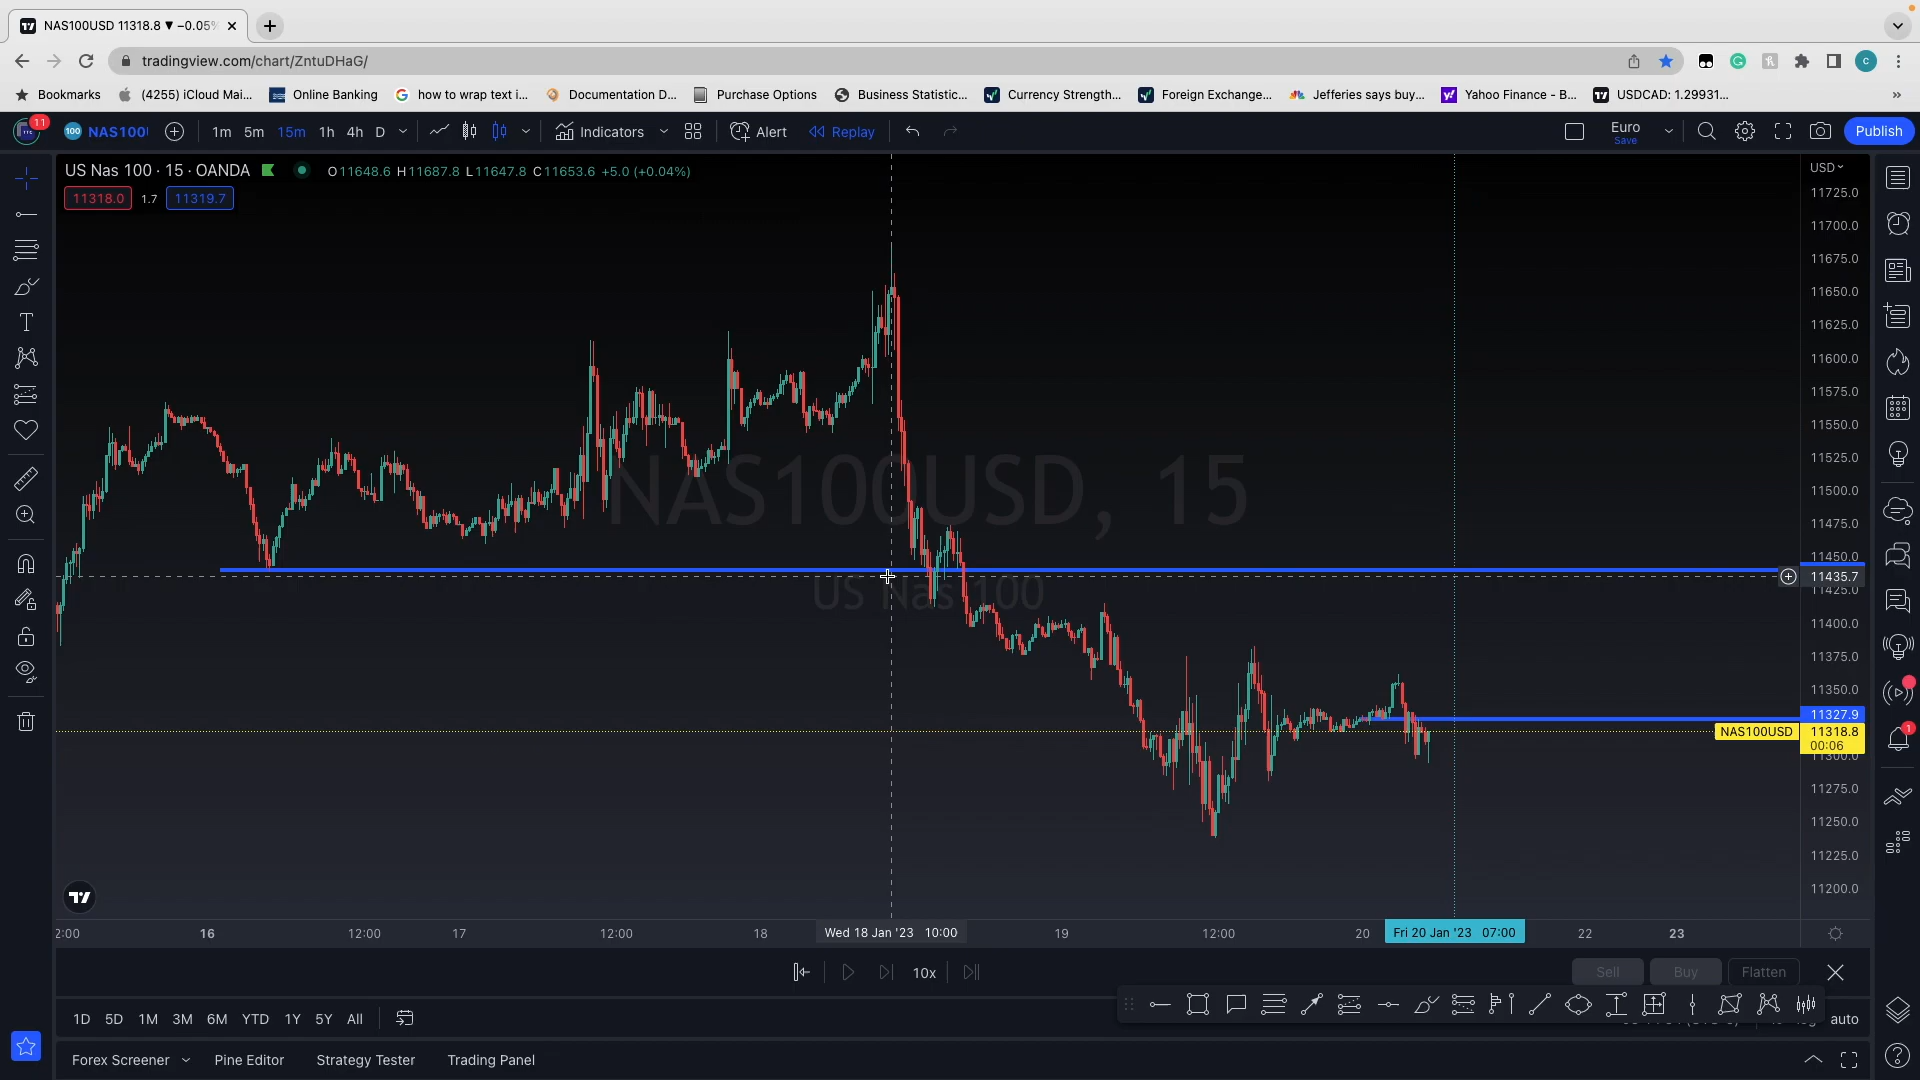 NAS100USD 11318.8 ▼ −0.05%
tradingview.com/chart/ZntuDHaG/
Bookmarks (4255) iCloud Mai... Online Banking how to wrap text i... Documentation D... Purchase Options Business Statistic... Currency Strength... Foreign Exchange... Jefferies says buy... Yahoo Finance - B... USDCAD: 1.29931... »
11 100 NAS100 1m 5m 15m 1h 4h D Indicators Alert Replay Euro Save Publish
US Nas 100 · 15 · OANDA O11648.6 H11687.8 L11647.8 C11653.6 +5.0 (+0.04%)
11318.0 1.7 11319.7
USD
11725.0
11700.0
11675.0
11650.0
11625.0
11600.0
11575.0
11550.0
11525.0
11500.0
11475.0
11450.0
11435.7
11425.0
11400.0
11375.0
11350.0
11327.9
NAS100USD 11318.8
00:06
11300.0
11275.0
11250.0
11225.0
11200.0
NAS100USD, 15
US Nas 100
2:00 16 12:00 17 12:00 18 Wed 18 Jan '23 10:00 19 12:00 20 Fri 20 Jan '23 07:00 22 23
10x Sell Buy Flatten
1D 5D 1M 3M 6M YTD 1Y 5Y All auto
Forex Screener Pine Editor Strategy Tester Trading Panel